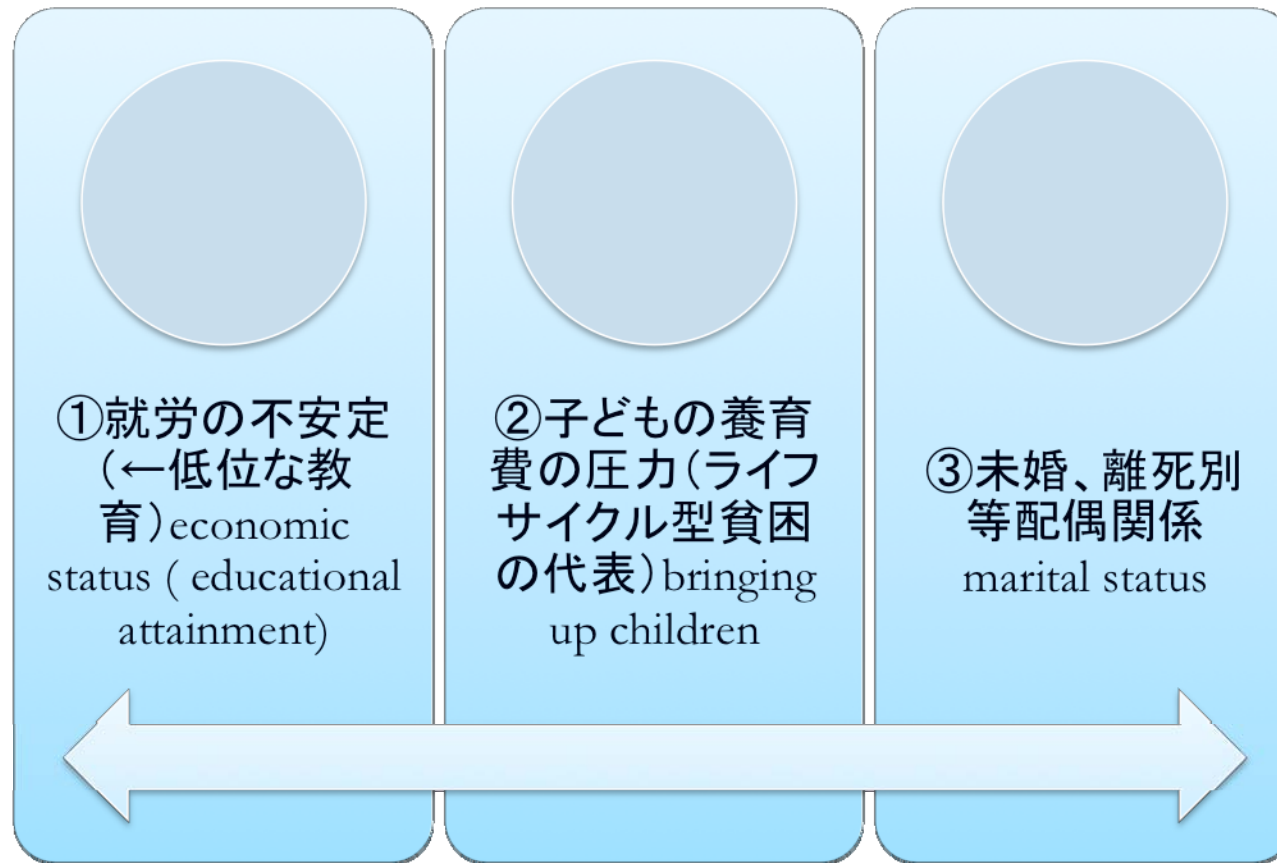 ①就労の不安定
(←低位な教
育)economic
status ( educational
attainment)
②子どもの養育
費の圧力(ライフ
サイクル型貧困
の代表)bringing
up children
③未婚、離死別
等配偶関係
marital status